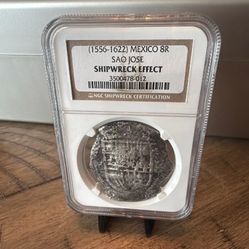 (1556-1622) MEXICO 8R
SAO JOSE
SHIPWRECK EFFECT
3500478-012
NGC SHIPWRECK CERTIFICATION